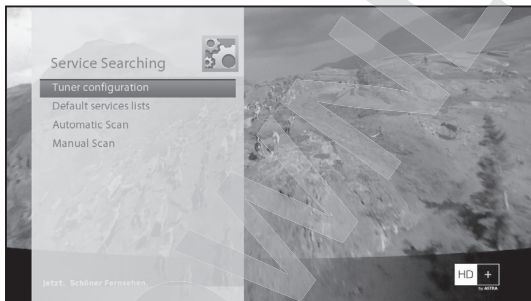 Service Searching
Tuner configuration
Default services lists
Automatic Scan
Manual Scan
Jetzt. Schöner Fernsehen.
HD +
by ASTRA